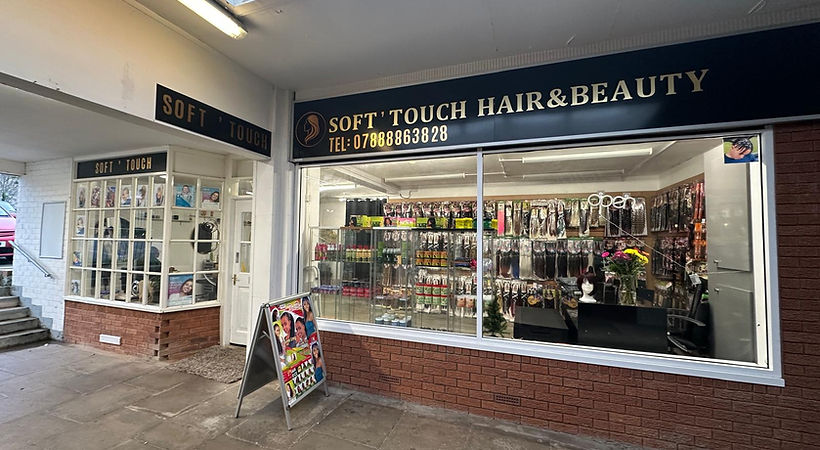 SOFT ' TOUCH
SOFT ' TOUCH
SOFT ' TOUCH HAIR&BEAUTY
TEL: 07888863828
open